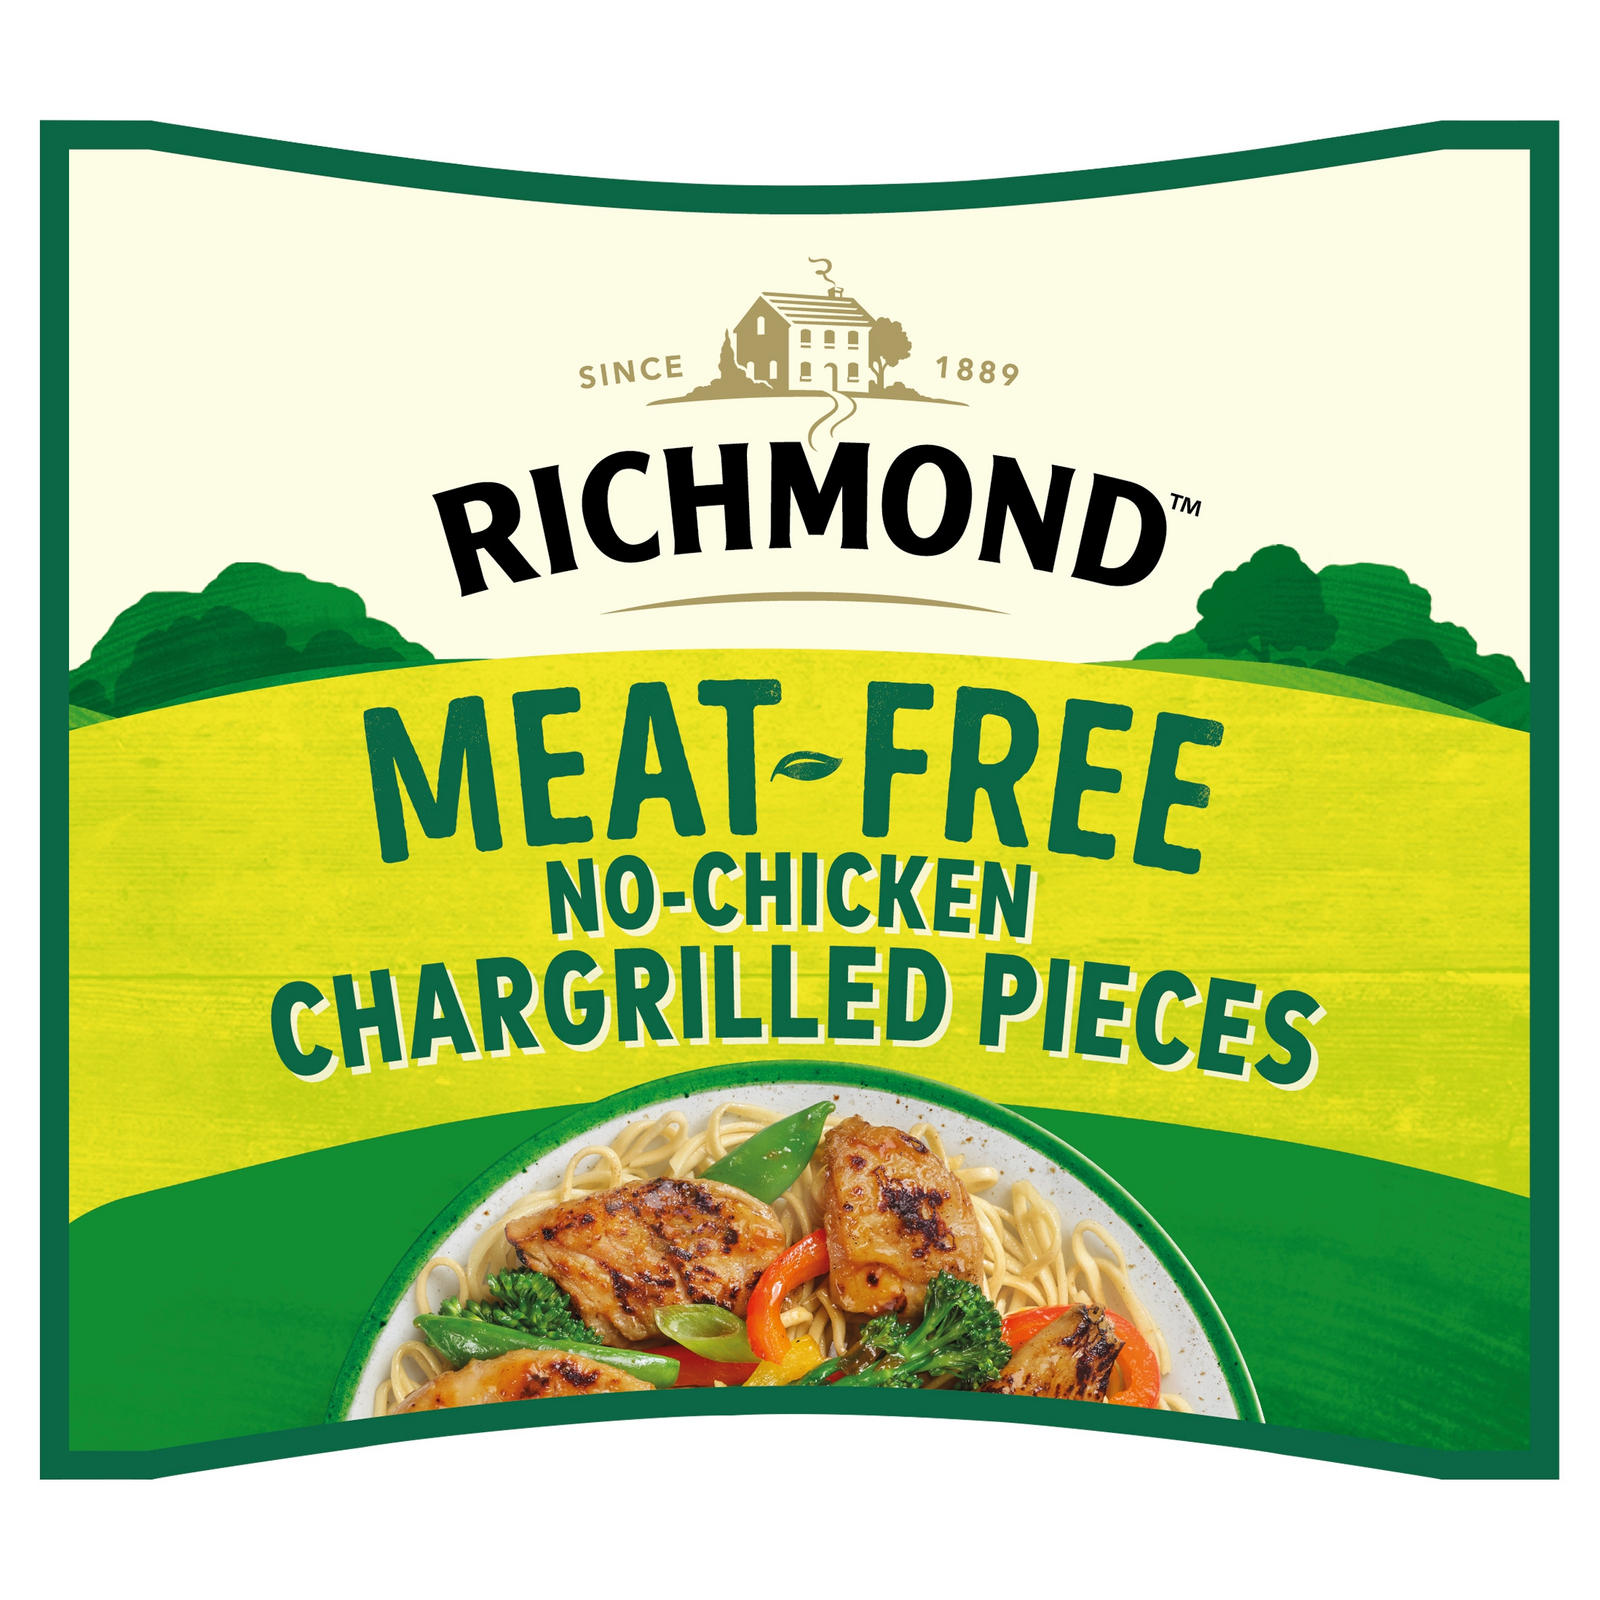 SINCE 1889
RICHMOND™
MEAT-FREE
NO-CHICKEN
CHARGRILLED PIECES